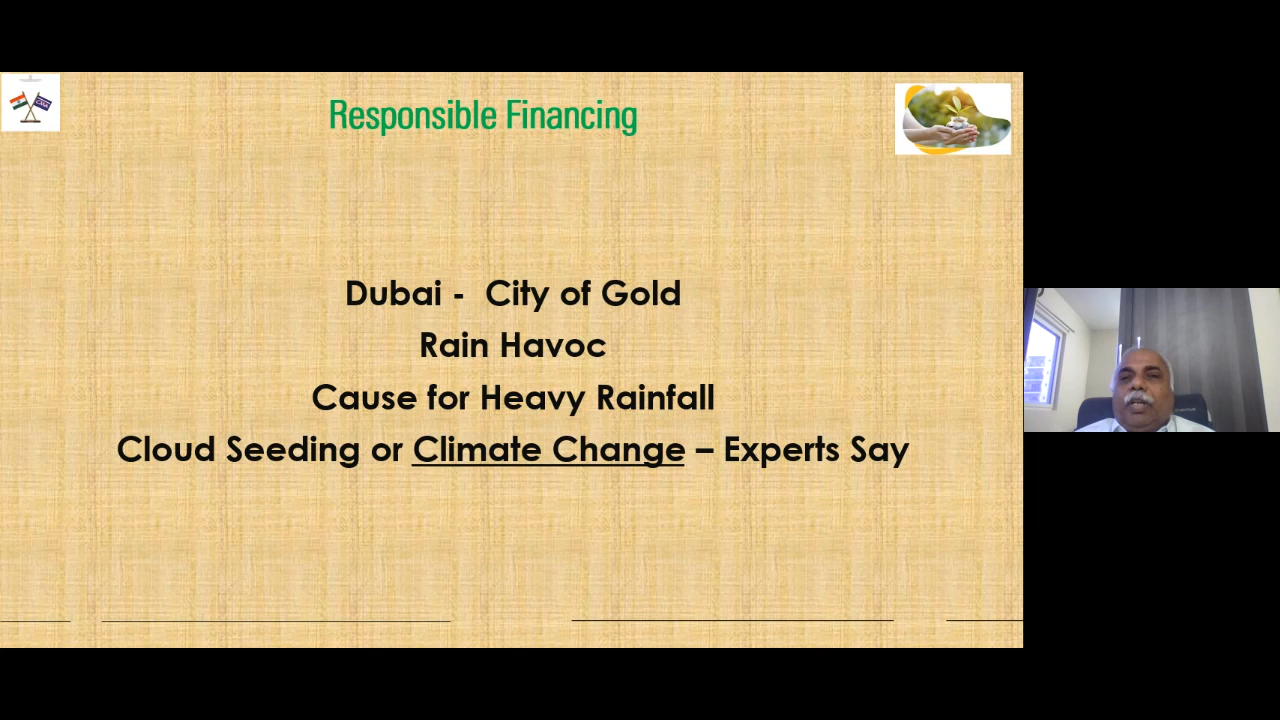 Responsible Financing
Dubai -  City of Gold
Rain Havoc
Cause for Heavy Rainfall
Cloud Seeding or Climate Change – Experts Say